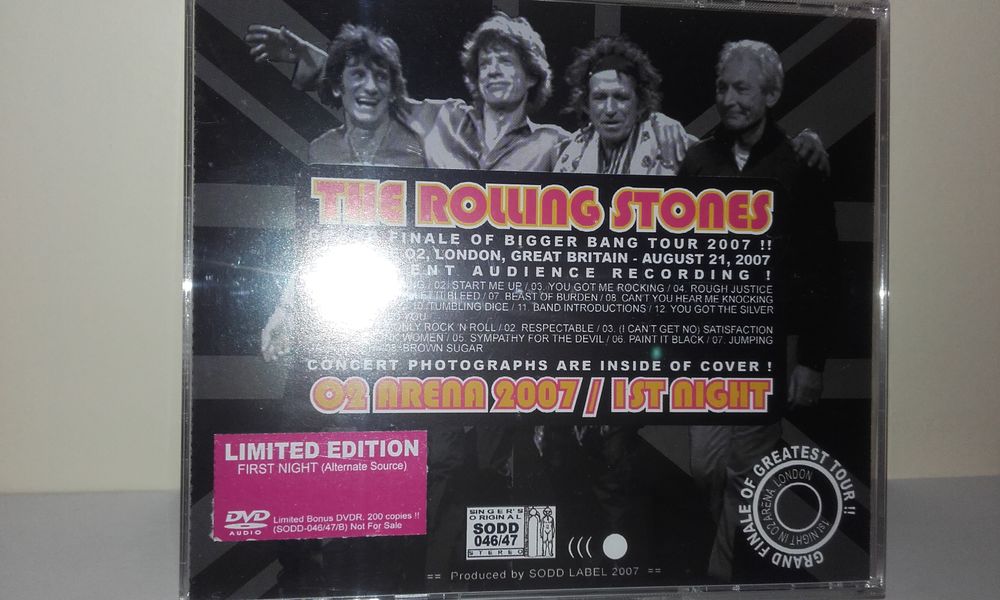 THE ROLLING STONES
FINALE OF BIGGER BANG TOUR 2007 !!
O2, LONDON, GREAT BRITAIN - AUGUST 21, 2007
AUDIENCE RECORDING !
/ 02. START ME UP / 03. YOU GOT ME ROCKING / 04. ROUGH JUSTICE
LET IT BLEED / 07. BEAST OF BURDEN / 08. CAN'T YOU HEAR ME KNOCKING
TUMBLING DICE / 11. BAND INTRODUCTIONS / 12. YOU GOT THE SILVER
YOU
ONLY ROCK 'N ROLL / 02. RESPECTABLE / 03. (I CAN'T GET NO) SATISFACTION
WOMEN / 05. SYMPATHY FOR THE DEVIL / 06. PAINT IT BLACK / 07. JUMPING
BROWN SUGAR
CONCERT PHOTOGRAPHS ARE INSIDE OF COVER !
O2 ARENA 2007 / 1ST NIGHT
LIMITED EDITION
FIRST NIGHT (Alternate Source)
DVD AUDIO
Limited Bonus DVDR. 200 copies !!
(SODD-046/47/B) Not For Sale
SINGER'S
ORIGINAL
SODD
046/47
STEREO
GRAND FINALE OF GREATEST TOUR !!
1ST NIGHT IN O2 ARENA LONDON
== Produced by SODD LABEL 2007 ==